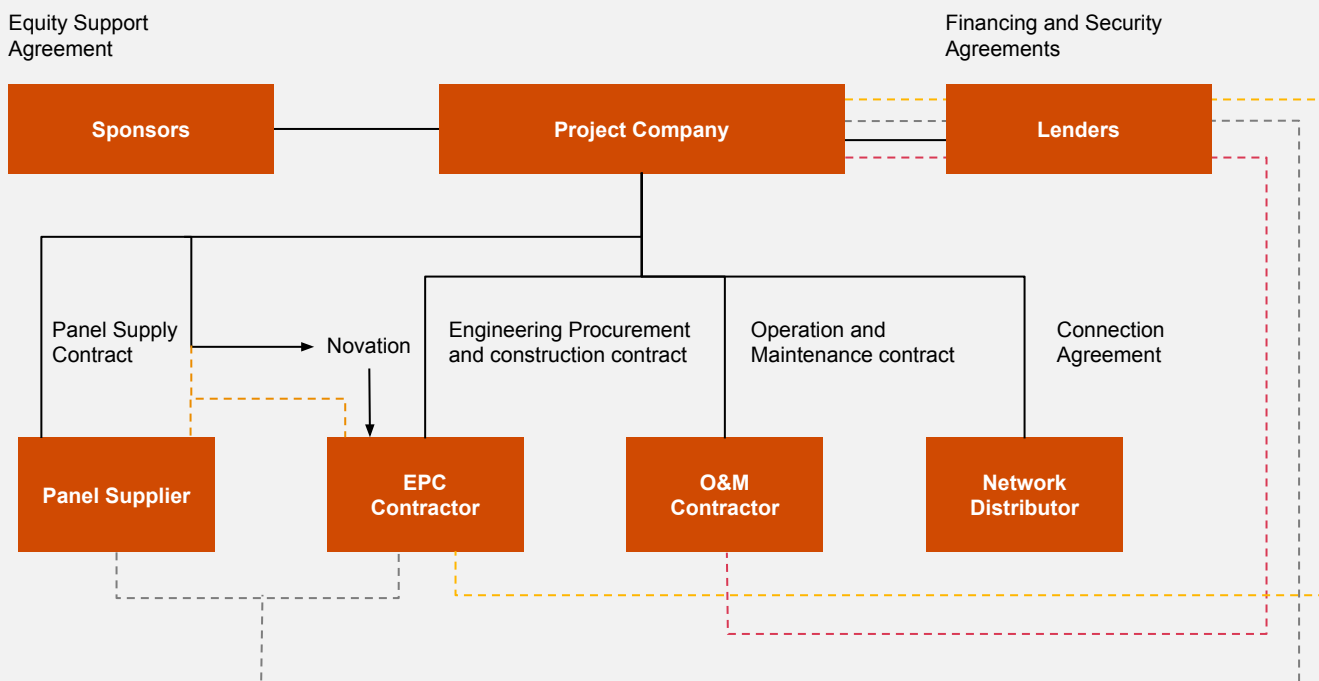 Equity Support
Agreement
Financing and Security
Agreements
Sponsors
Project Company
Lenders
Panel Supply
Contract
Novation
Engineering Procurement
and construction contract
Operation and
Maintenance contract
Connection
Agreement
Panel Supplier
EPC
Contractor
O&M
Contractor
Network
Distributor